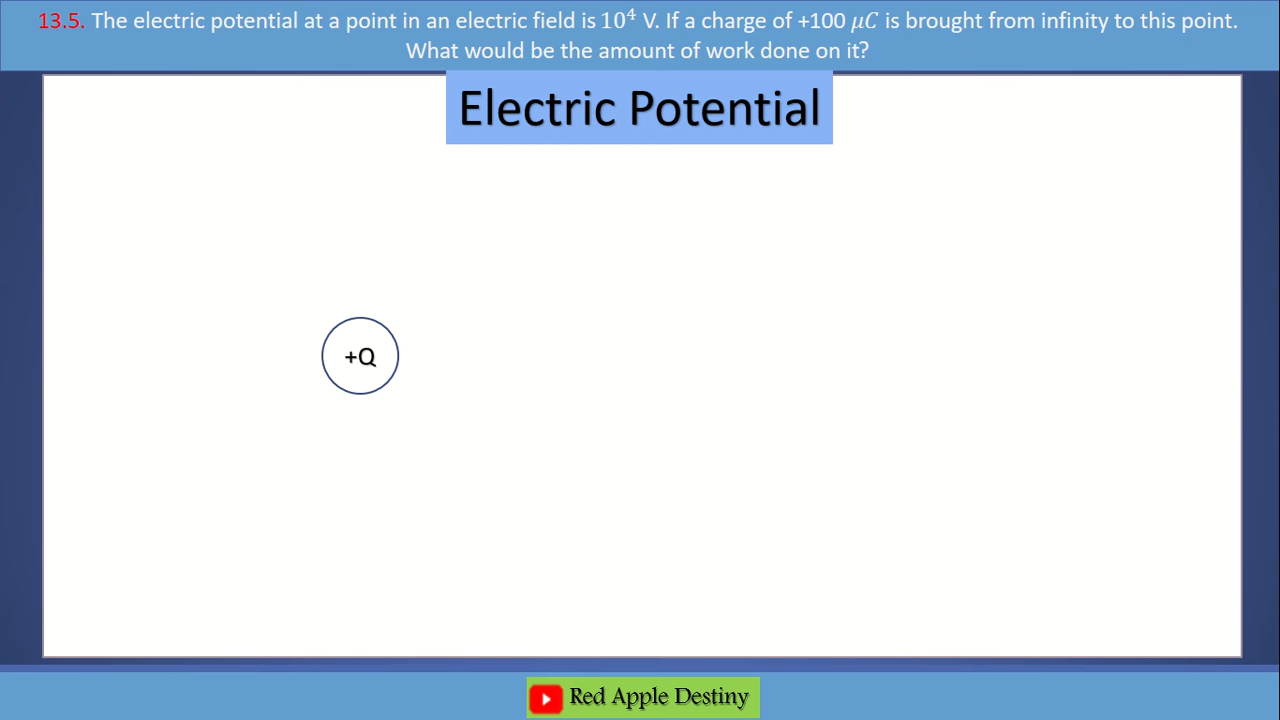 13.5. The electric potential at a point in an electric field is 10⁴ V. If a charge of +100 μC is brought from infinity to this point.
What would be the amount of work done on it?
Electric Potential
+Q
Red Apple Destiny